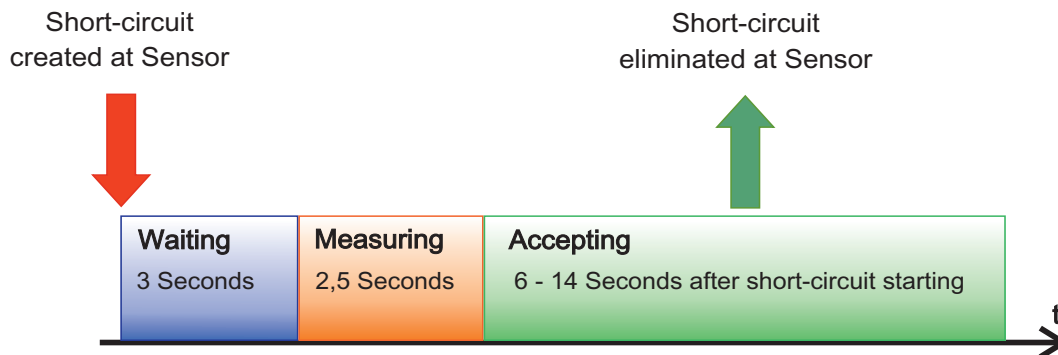 Short-circuit
created at Sensor
Short-circuit
eliminated at Sensor
Waiting
3 Seconds
Measuring
2,5 Seconds
Accepting
6 - 14 Seconds after short-circuit starting
t